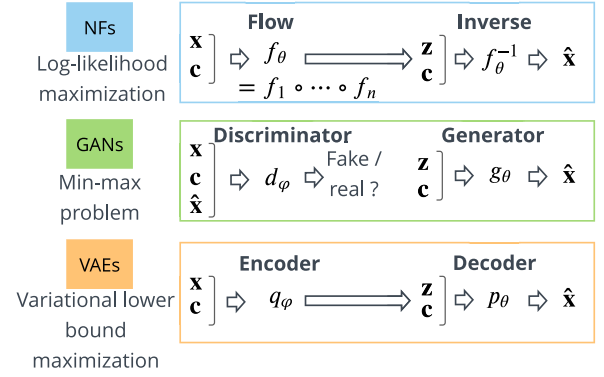 NFs
Log-likelihood
maximization
Flow
Inverse
x
c
f_θ
z
c
f_θ^{-1}
x̂
= f_1 ∘ ⋯ ∘ f_n
GANs
Min-max
problem
Discriminator
Generator
x
c
x̂
d_φ
Fake /
real ?
z
c
g_θ
x̂
VAEs
Variational lower
bound
maximization
Encoder
Decoder
x
c
q_φ
z
c
p_θ
x̂